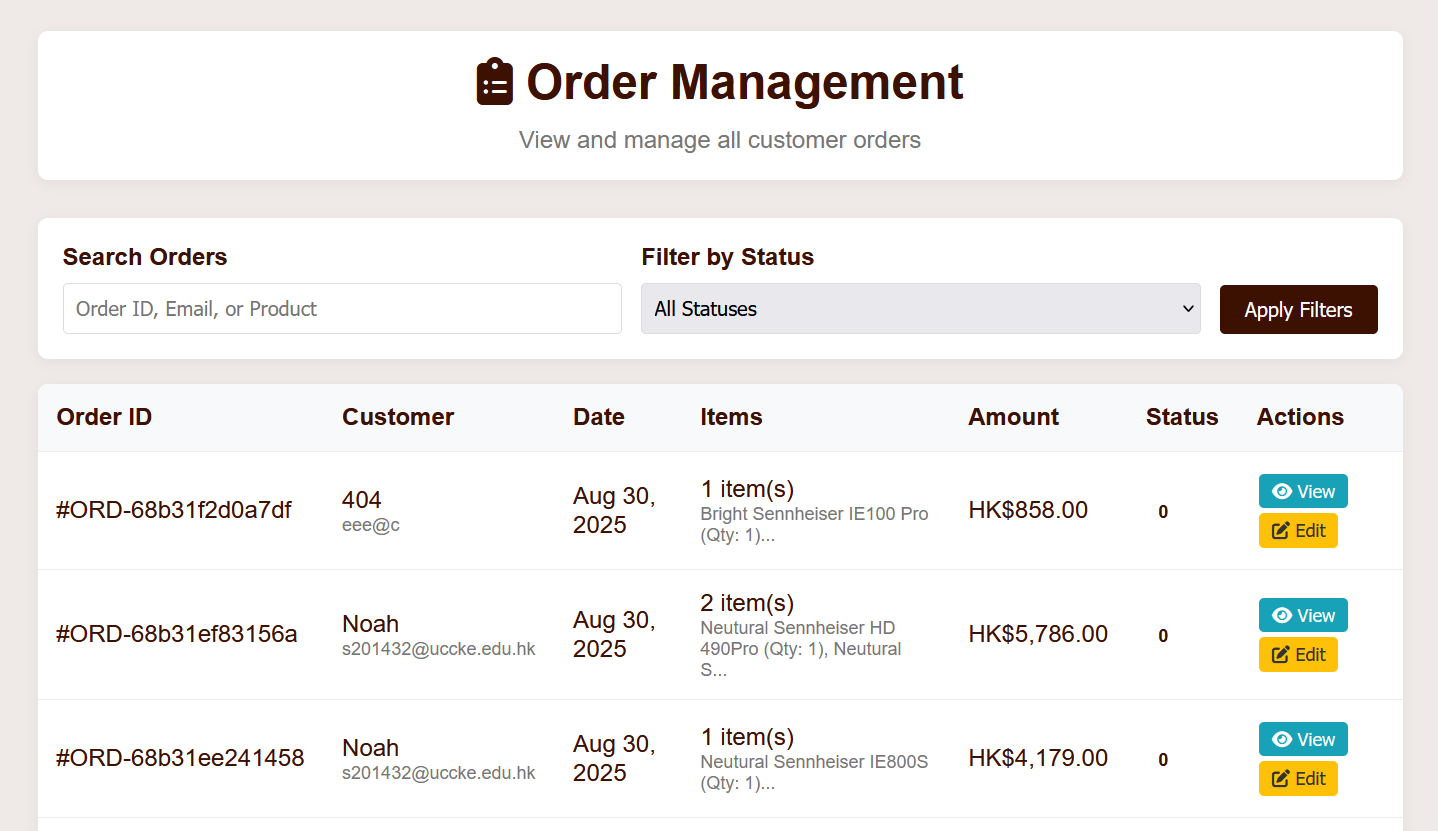 Order Management
View and manage all customer orders
Search Orders
Filter by Status
Order ID, Email, or Product
All Statuses
Apply Filters
Order ID Customer Date Items Amount Status Actions
#ORD-68b31f2d0a7df
404
eee@c
Aug 30,
2025
1 item(s)
Bright Sennheiser IE100 Pro
(Qty: 1)...
HK$858.00
0
View
Edit
#ORD-68b31ef83156a
Noah
s201432@uccke.edu.hk
Aug 30,
2025
2 item(s)
Neutural Sennheiser HD
490Pro (Qty: 1), Neutural
S...
HK$5,786.00
0
View
Edit
#ORD-68b31ee241458
Noah
s201432@uccke.edu.hk
Aug 30,
2025
1 item(s)
Neutural Sennheiser IE800S
(Qty: 1)...
HK$4,179.00
0
View
Edit